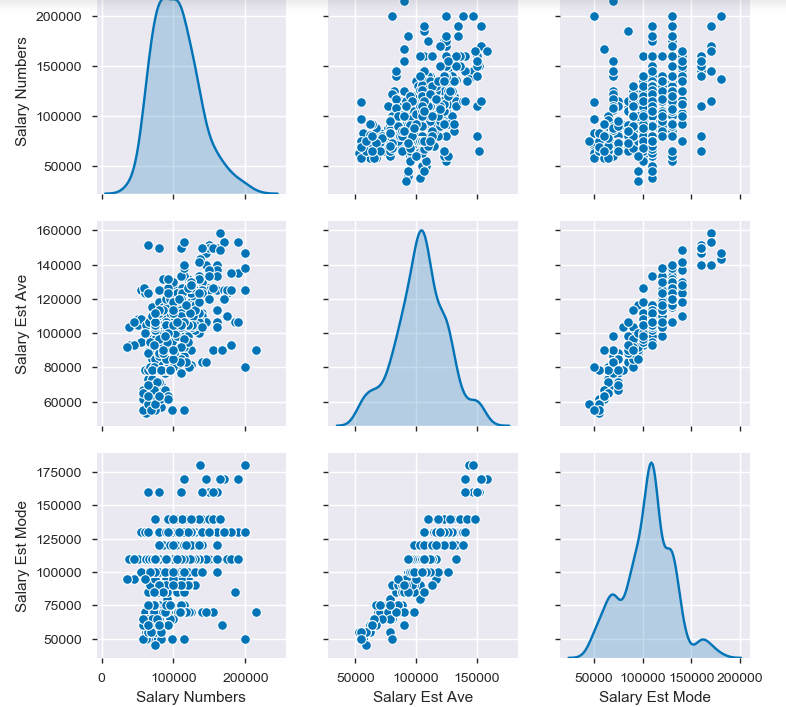 Salary Numbers
200000
150000
100000
50000
Salary Est Ave
160000
140000
120000
100000
80000
60000
Salary Est Mode
175000
150000
125000
100000
75000
50000
0 100000 200000
50000 100000 150000
50000 100000 150000 200000
Salary Numbers
Salary Est Ave
Salary Est Mode